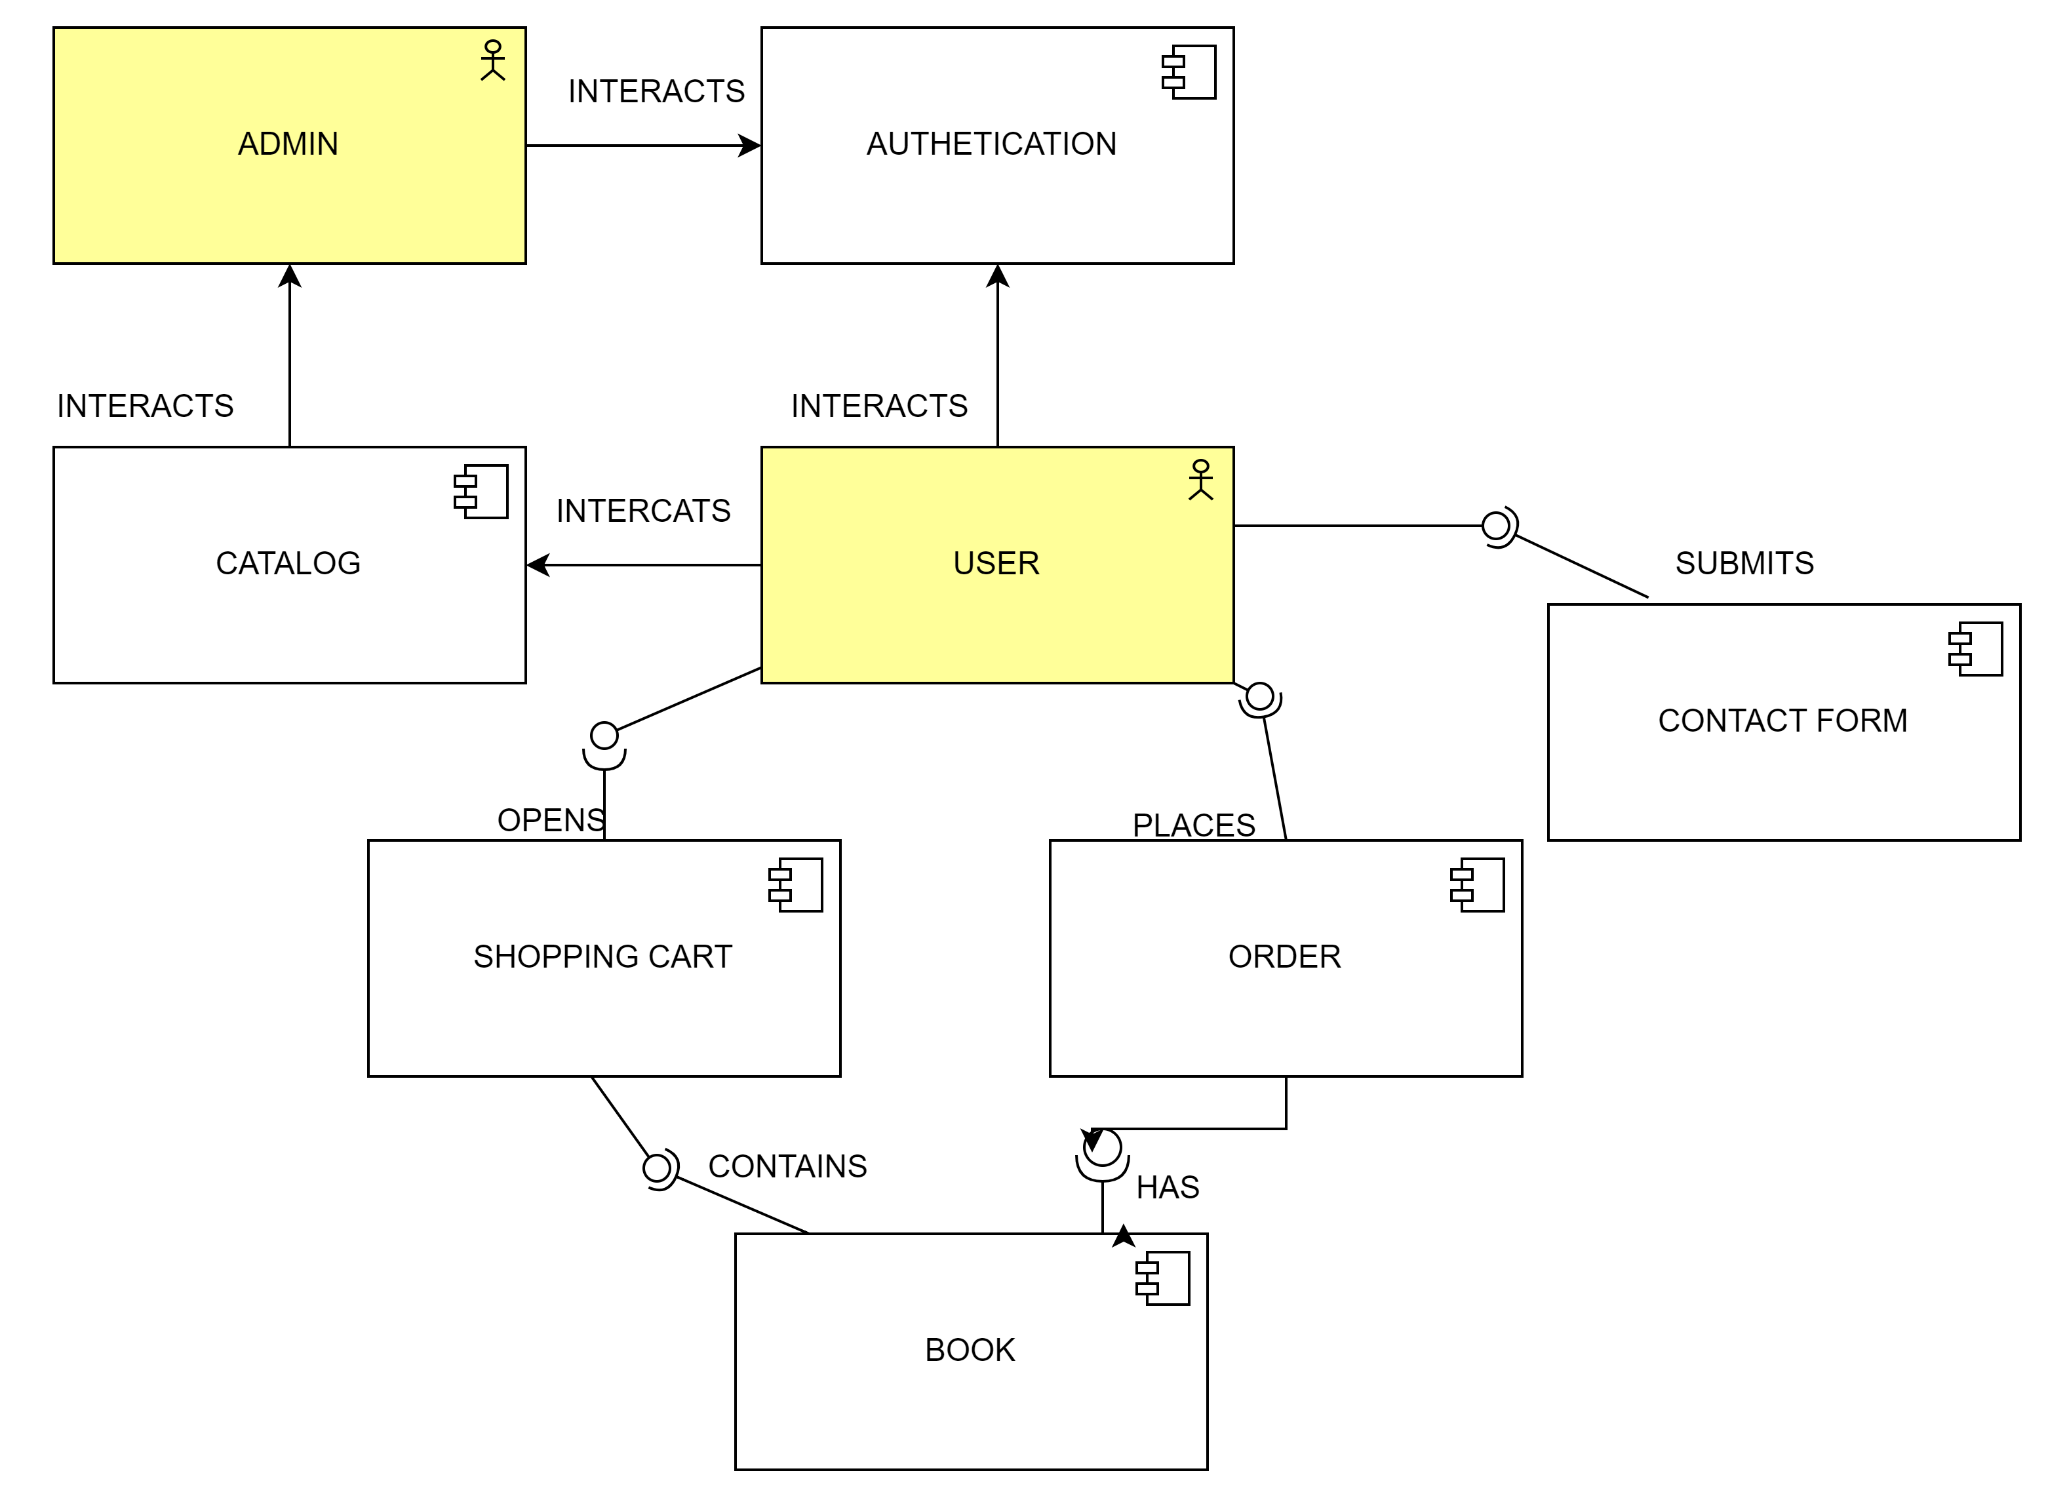 INTERACTS
ADMIN
AUTHETICATION
INTERACTS
INTERACTS
INTERCATS
CATALOG
USER
SUBMITS
CONTACT FORM
OPENS
PLACES
SHOPPING CART
ORDER
CONTAINS
HAS
BOOK